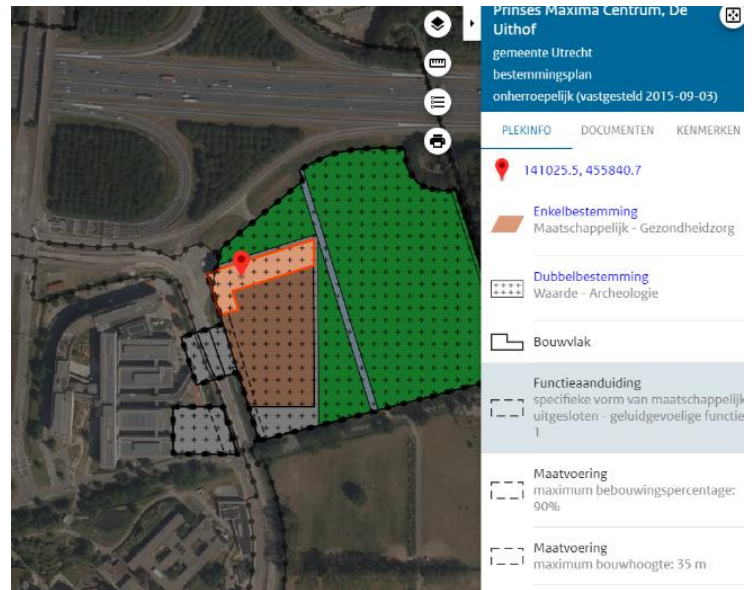 Prinses Maxima Centrum, De
Uithof
gemeente Utrecht
bestemmingsplan
onherroepelijk (vastgesteld 2015-09-03)
PLEKINFO DOCUMENTEN KENMERKEN
141025.5, 455840.7
Enkelbestemming
Maatschappelijk - Gezondheidzorg
Dubbelbestemming
Waarde - Archeologie
Bouwvlak
Functieaanduiding
specifieke vorm van maatschappelijk
uitgesloten - geluidgevoelige functie
1
Maatvoering
maximum bebouwingspercentage:
90%
Maatvoering
maximum bouwhoogte: 35 m